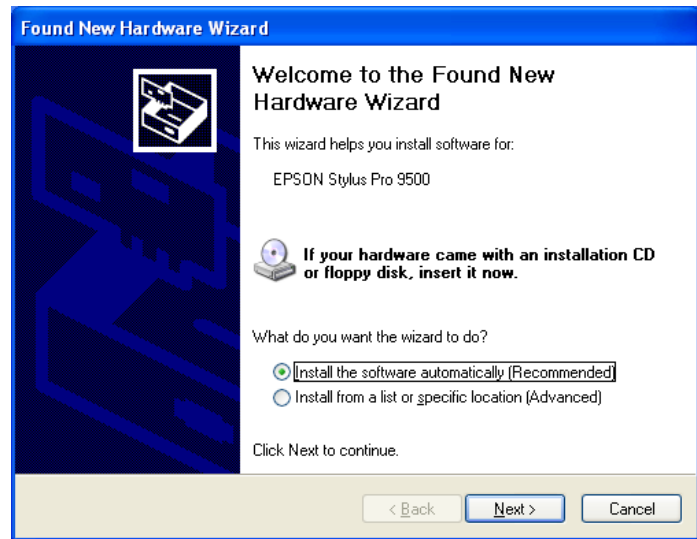 Found New Hardware Wizard
Welcome to the Found New
Hardware Wizard
This wizard helps you install software for:
EPSON Stylus Pro 9500
If your hardware came with an installation CD
or floppy disk, insert it now.
What do you want the wizard to do?
Install the software automatically (Recommended)
Install from a list or specific location (Advanced)
Click Next to continue.
< Back Next > Cancel